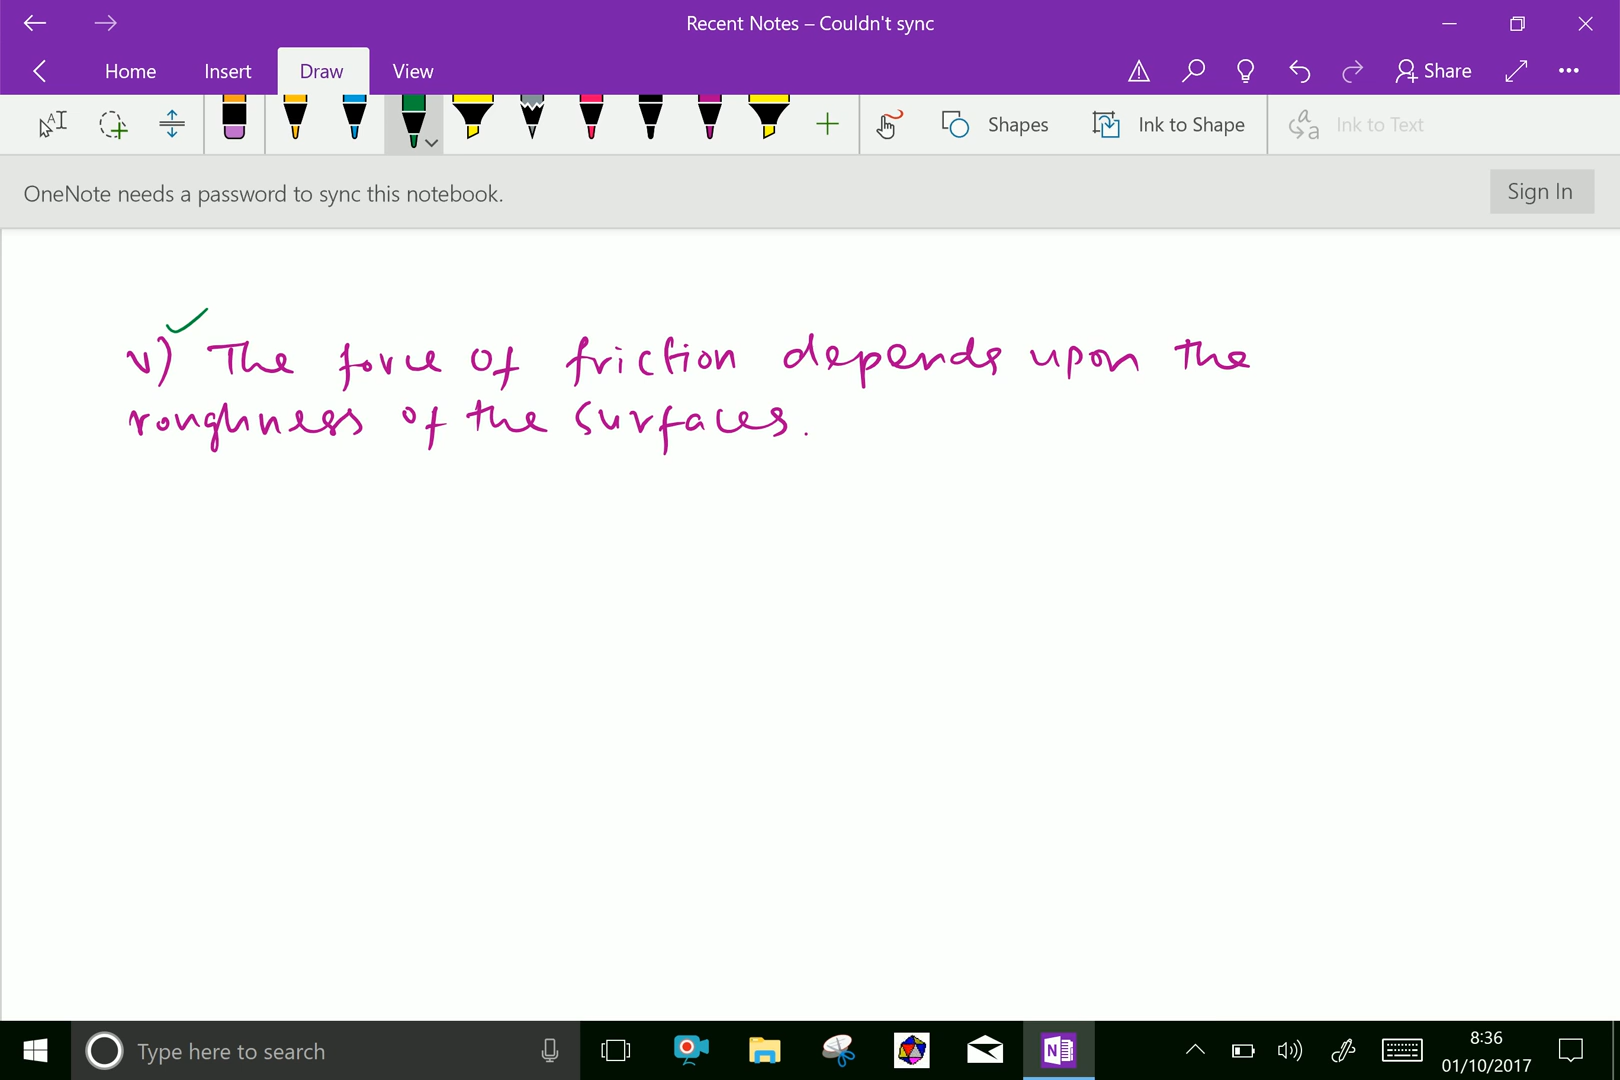 Recent Notes – Couldn't sync
Home Insert Draw View Share
Shapes Ink to Shape Ink to Text
OneNote needs a password to sync this notebook. Sign In
v) The force of friction depends upon the
roughness of the surfaces.
Type here to search
8:36
01/10/2017